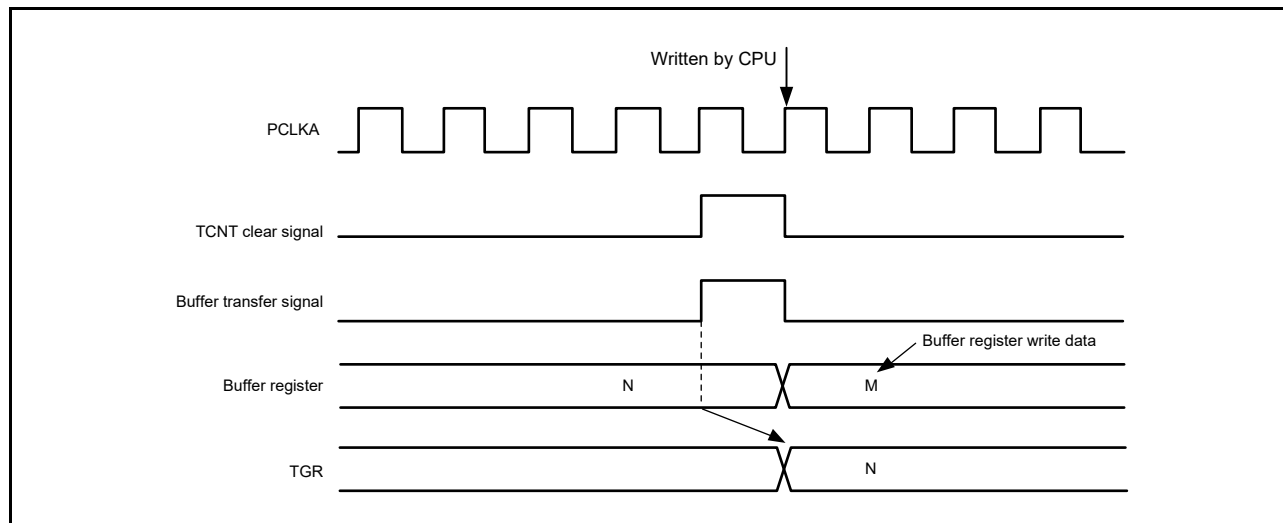 Written by CPU
PCLKA
TCNT clear signal
Buffer transfer signal
Buffer register write data
Buffer register
N
M
TGR
N